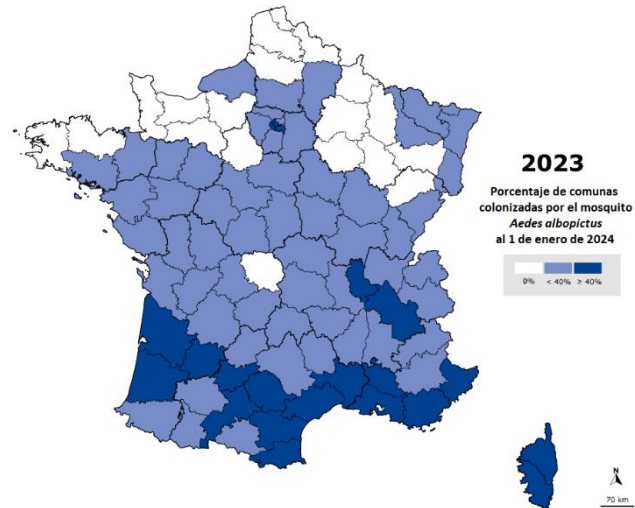 2023
Porcentaje de comunas
colonizadas por el mosquito
Aedes albopictus
al 1 de enero de 2024
0% < 40% ≥ 40%
N
70 km